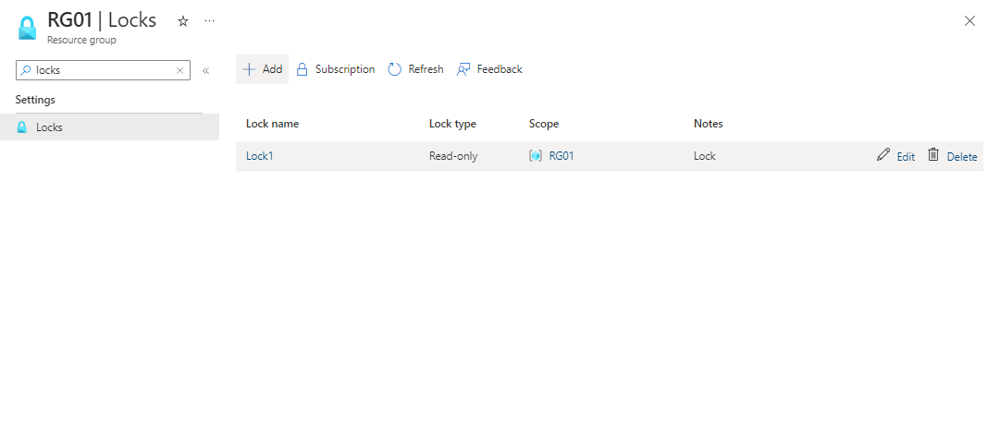 RG01 | Locks
Resource group
locks
Settings
Locks
Add Subscription Refresh Feedback
Lock name Lock type Scope Notes
Lock1 Read-only RG01 Lock Edit Delete